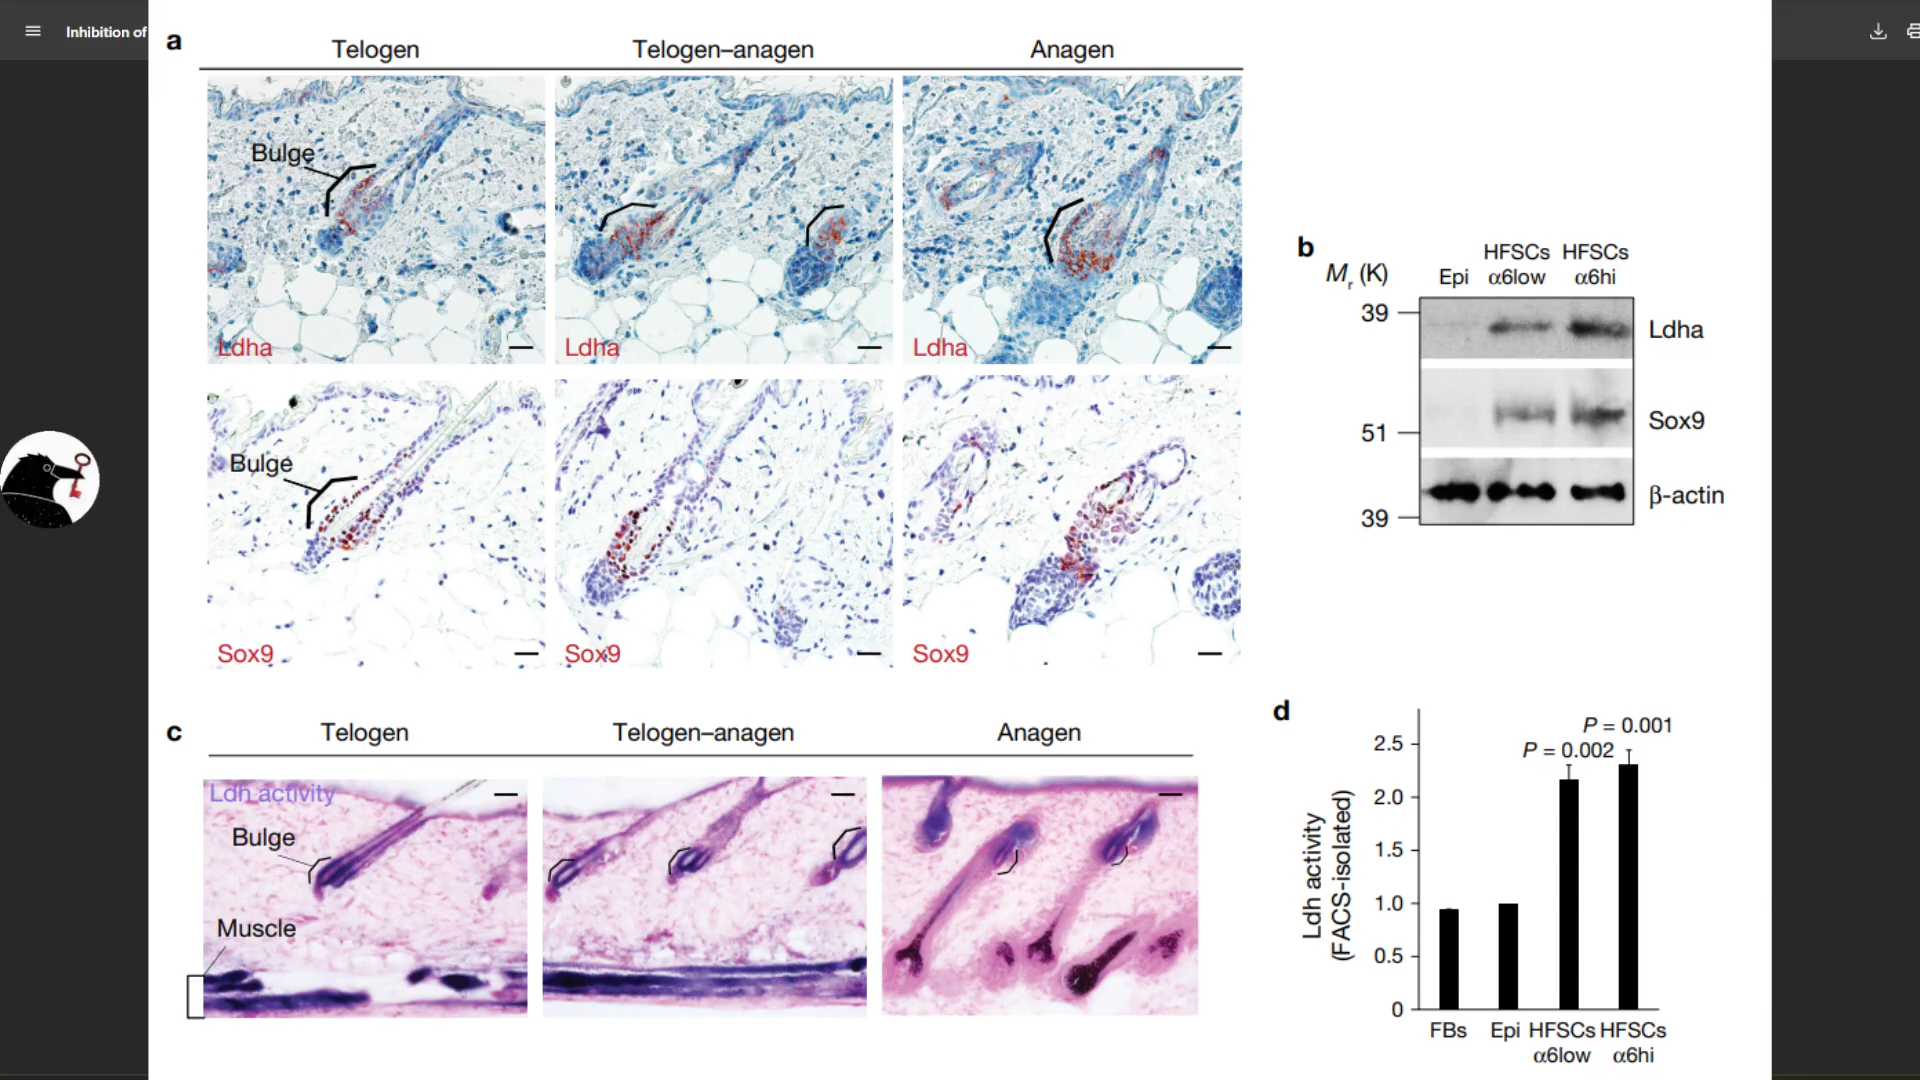 Inhibition of
a
Telogen
Telogen–anagen
Anagen
Bulge
Ldha
Ldha
Ldha
Bulge
Sox9
Sox9
Sox9
b
Mr (K)
Epi
HFSCs α6low
HFSCs α6hi
39
Ldha
51
Sox9
39
β-actin
c
Telogen
Telogen–anagen
Anagen
Ldh activity
Bulge
Muscle
d
Ldh activity
(FACS-isolated)
2.5
2.0
1.5
1.0
0.5
0
P = 0.001
P = 0.002
FBs
Epi
HFSCs α6low
HFSCs α6hi